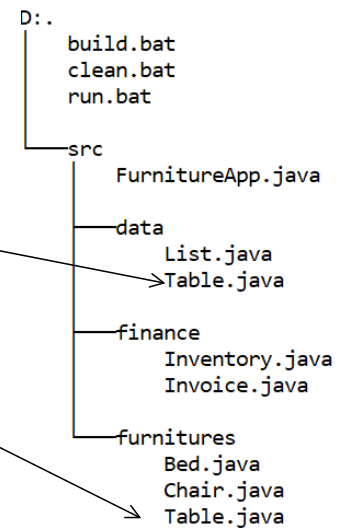 D:.
build.bat
clean.bat
run.bat
src
FurnitureApp.java
data
List.java
Table.java
finance
Inventory.java
Invoice.java
furnitures
Bed.java
Chair.java
Table.java